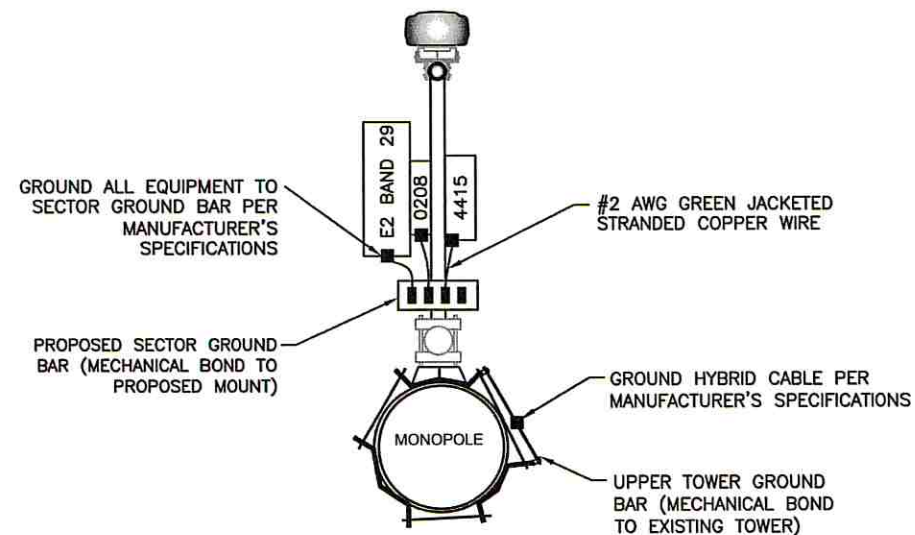 E2 BAND 29
0208
4415
GROUND ALL EQUIPMENT TO
SECTOR GROUND BAR PER
MANUFACTURER'S
SPECIFICATIONS
#2 AWG GREEN JACKETED
STRANDED COPPER WIRE
PROPOSED SECTOR GROUND
BAR (MECHANICAL BOND TO
PROPOSED MOUNT)
GROUND HYBRID CABLE PER
MANUFACTURER'S SPECIFICATIONS
MONOPOLE
UPPER TOWER GROUND
BAR (MECHANICAL BOND
TO EXISTING TOWER)